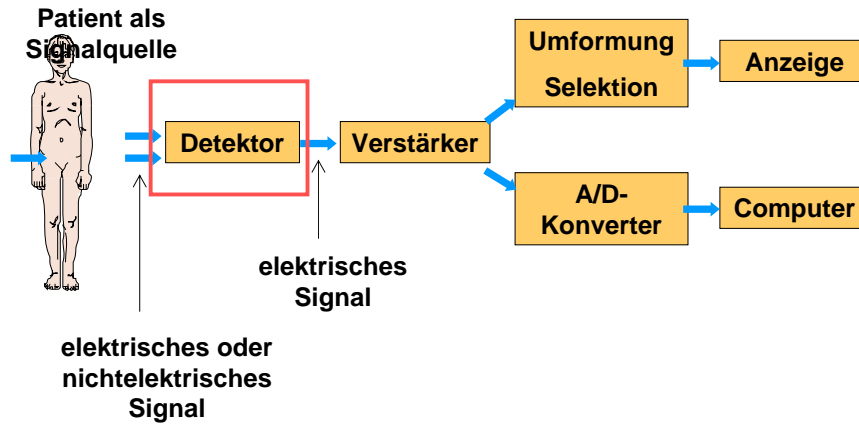 Patient als
Signalquelle
Detektor
Verstärker
Umformung
Selektion
Anzeige
A/D-
Konverter
Computer
elektrisches
Signal
elektrisches oder
nichtelektrisches
Signal